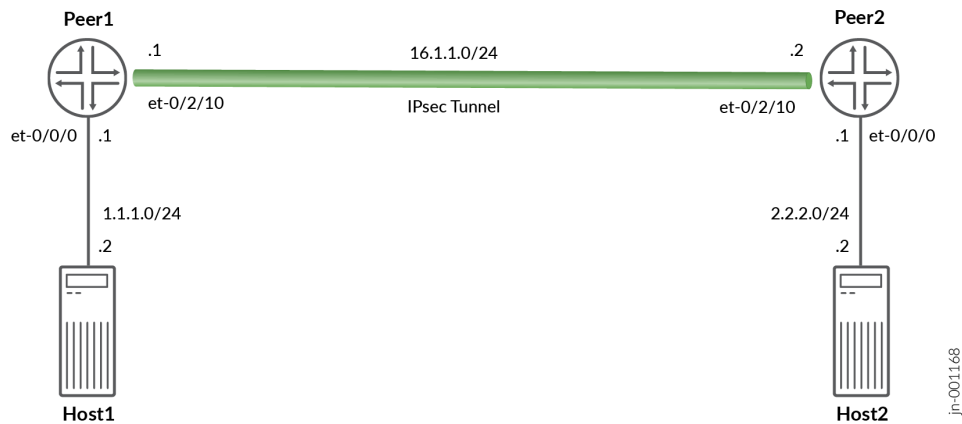 Peer1
Peer2
.1
16.1.1.0/24
.2
et-0/2/10
IPsec Tunnel
et-0/2/10
et-0/0/0
.1
.1
et-0/0/0
1.1.1.0/24
2.2.2.0/24
.2
.2
Host1
Host2
jn-001168